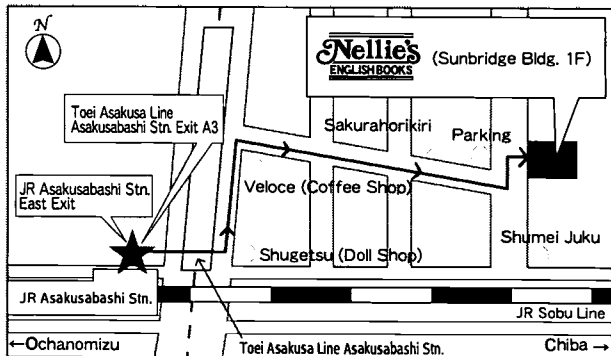 N
Nellie's
ENGLISH BOOKS
(Sunbridge Bldg. 1F)
Toei Asakusa Line
Asakusabashi Stn. Exit A3
Sakurahorikiri
Parking
JR Asakusabashi Stn.
East Exit
Veloce (Coffee Shop)
Shugetsu (Doll Shop)
Shumei Juku
JR Asakusabashi Stn.
JR Sobu Line
←Ochanomizu
Toei Asakusa Line Asakusabashi Stn.
Chiba→